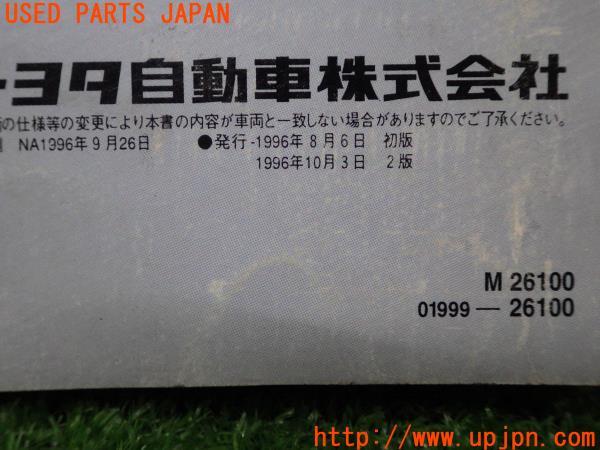 USED PARTS JAPAN
ヨタ自動車株式会社
の仕様等の変更により本書の内容が車両と一致しない場合がありますのでご了承ください。
NA1996年9月26日 ●発行-1996年8月6日 初版
1996年10月3日 2版
M 26100
01999—26100
http://www.upjpn.com/